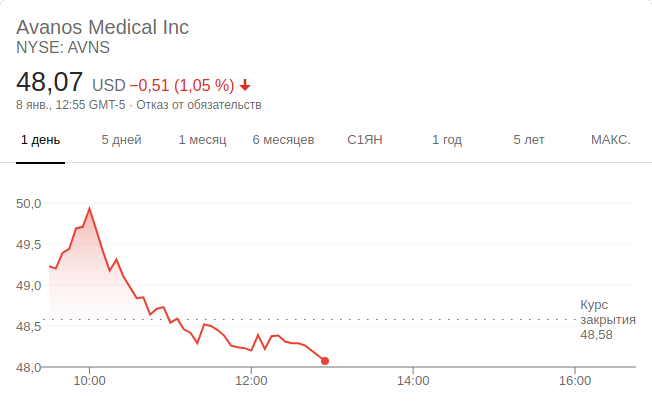 Avanos Medical Inc
NYSE: AVNS
48,07 USD −0,51 (1,05 %)
8 янв., 12:55 GMT-5 · Отказ от обязательств
1 день 5 дней 1 месяц 6 месяцев С1ЯН 1 год 5 лет МАКС.
50,0
49,5
49,0
48,5
48,0
Курс
закрытия
48,58
10:00 12:00 14:00 16:00